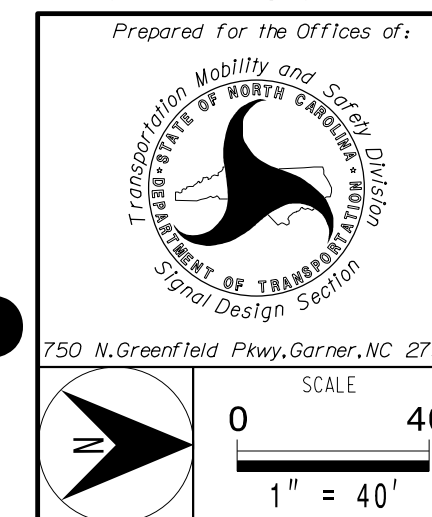 Prepared for the Offices of:
Transportation Mobility and Safety Division
STATE OF NORTH CAROLINA
DEPARTMENT OF TRANSPORTATION
Signal Design Section
750 N.Greenfield Pkwy,Garner,NC 27
N
SCALE
0 40
1" = 40'